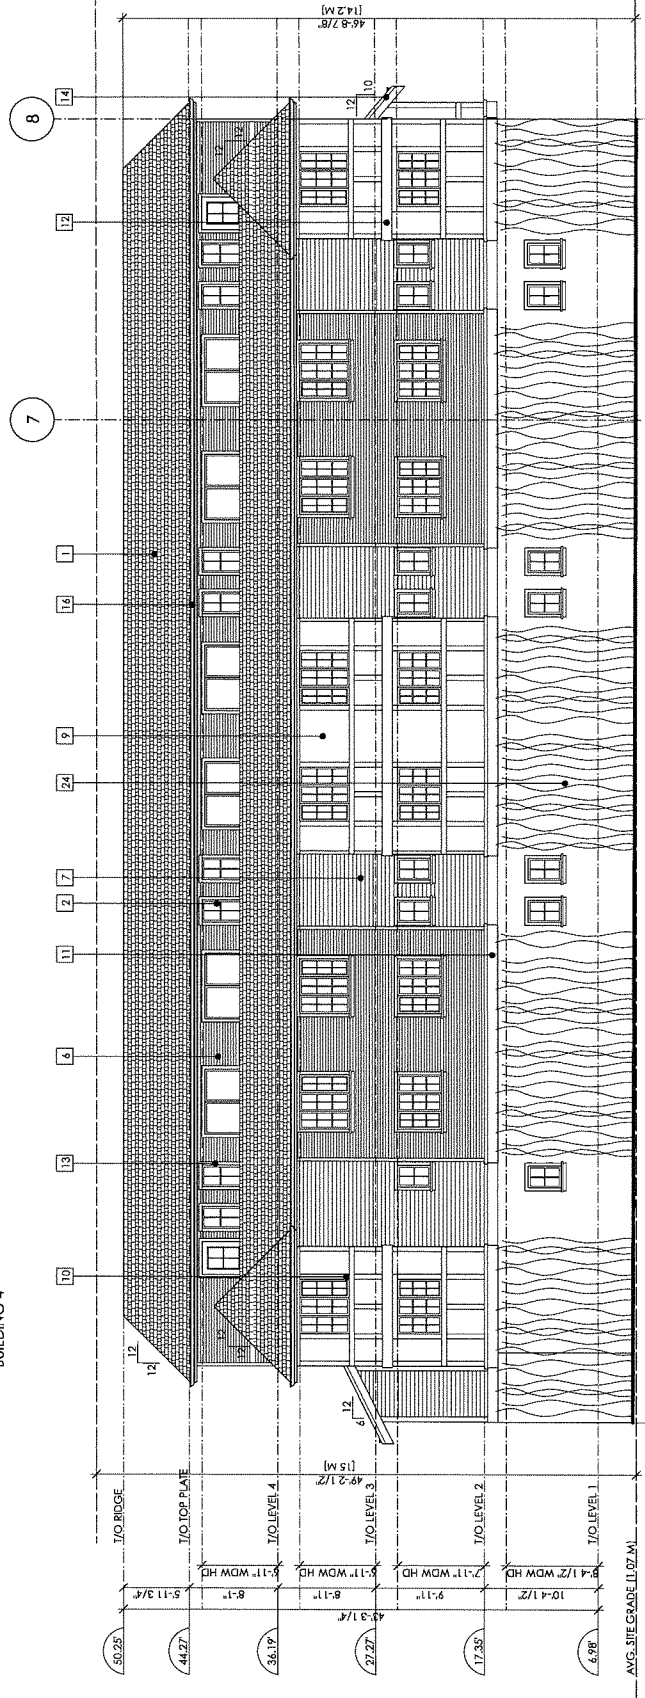 BUILDING 4
8
7
14
12
1
16
9
24
7
2
11
6
13
10
46'-8 7/8"
[14.2 M]
12
10
12
12
12
12
12
12
12
6
49'-2 1/2"
[15 M]
T/O RIDGE
T/O TOP PLATE
T/O LEVEL 4
T/O LEVEL 3
T/O LEVEL 2
T/O LEVEL 1
AVG. SITE GRADE [1.07 M]
6'-11" WDW HD
6'-11" WDW HD
7'-11" WDW HD
8'-4 1/2" WDW HD
5'-11 3/4"
8'-1"
8'-11"
9'-11"
10'-4 1/2"
43'-3 1/4"
50.25'
44.27'
36.19'
27.27'
17.35'
6.98'